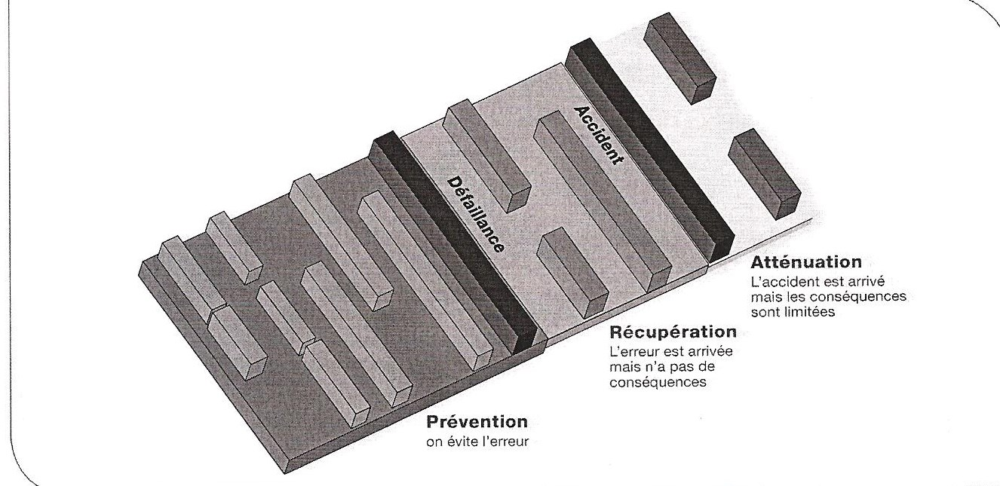 Accident
Défaillance
Atténuation
L'accident est arrivé
mais les conséquences
sont limitées
Récupération
L'erreur est arrivée
mais n'a pas de
conséquences
Prévention
on évite l'erreur